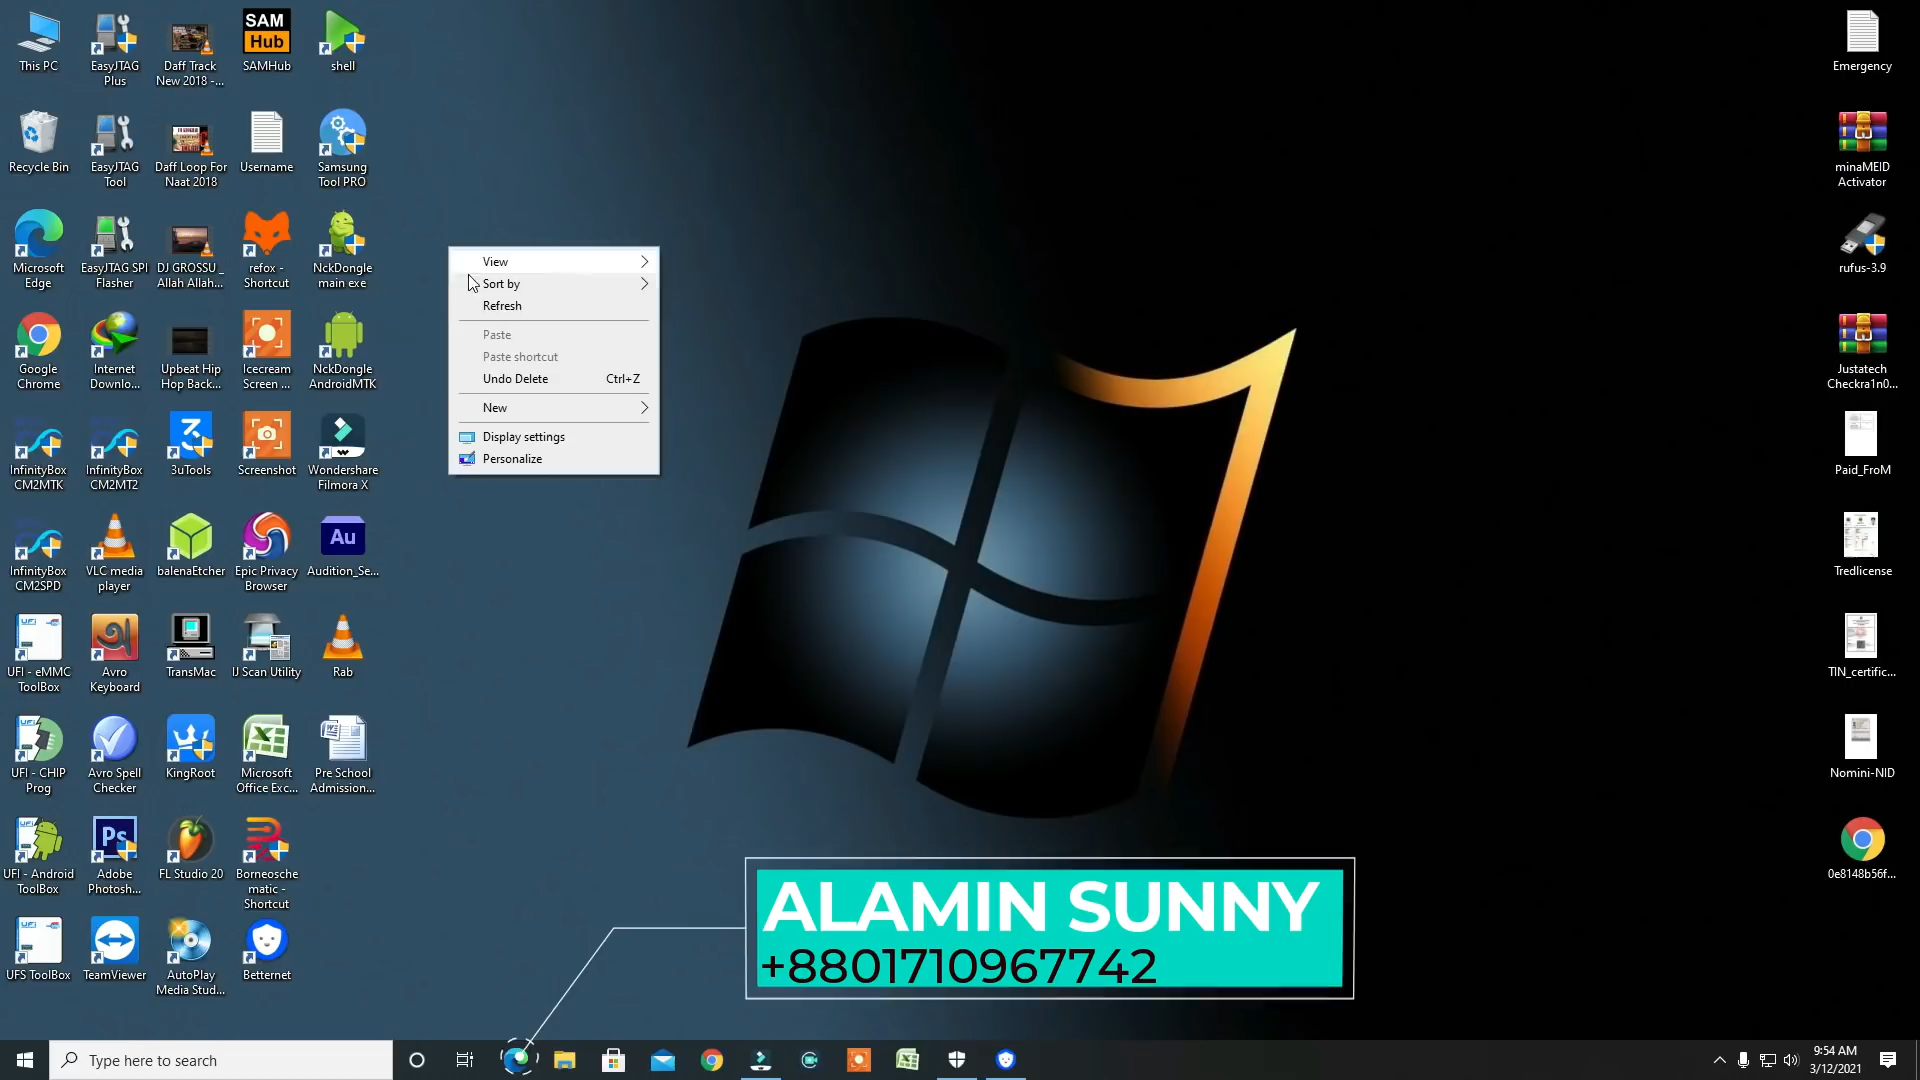 This PC
EasyJTAG
Plus
Daff Track
New 2018 -...
SAM
Hub
SAMHub
shell
Recycle Bin
EasyJTAG
Tool
Daff Loop For
Naat 2018
Username
Samsung
Tool PRO
Microsoft
Edge
EasyJTAG SPI
Flasher
DJ GROSSU _
Allah Allah...
refox -
Shortcut
NckDongle
main exe
Google
Chrome
Internet
Downlo...
Upbeat Hip
Hop Back...
Icecream
Screen ...
NckDongle
AndroidMTK
InfinityBox
CM2MTK
InfinityBox
CM2MT2
3uTools
Screenshot
Wondershare
Filmora X
InfinityBox
CM2SPD
VLC media
player
balenaEtcher
Epic Privacy
Browser
Au
Audition_Se...
UFI - eMMC
ToolBox
Avro
Keyboard
TransMac
IJ Scan Utility
Rab
UFI - CHIP
Prog
Avro Spell
Checker
KingRoot
Microsoft
Office Exc...
Pre School
Admission...
UFI - Android
ToolBox
Ps
Adobe
Photosh...
FL Studio 20
Borneosche
matic -
Shortcut
UFS ToolBox
TeamViewer
AutoPlay
Media Stud...
Betternet
View
Sort by
Refresh
Paste
Paste shortcut
Undo Delete Ctrl+Z
New
Display settings
Personalize
Emergency
minaMEID
Activator
rufus-3.9
Justatech
Checkra1n0...
Paid_FroM
Tredlicense
TIN_certific...
Nomini-NID
0e8148b56f...
ALAMIN SUNNY
+8801710967742
Type here to search
9:54 AM
3/12/2021